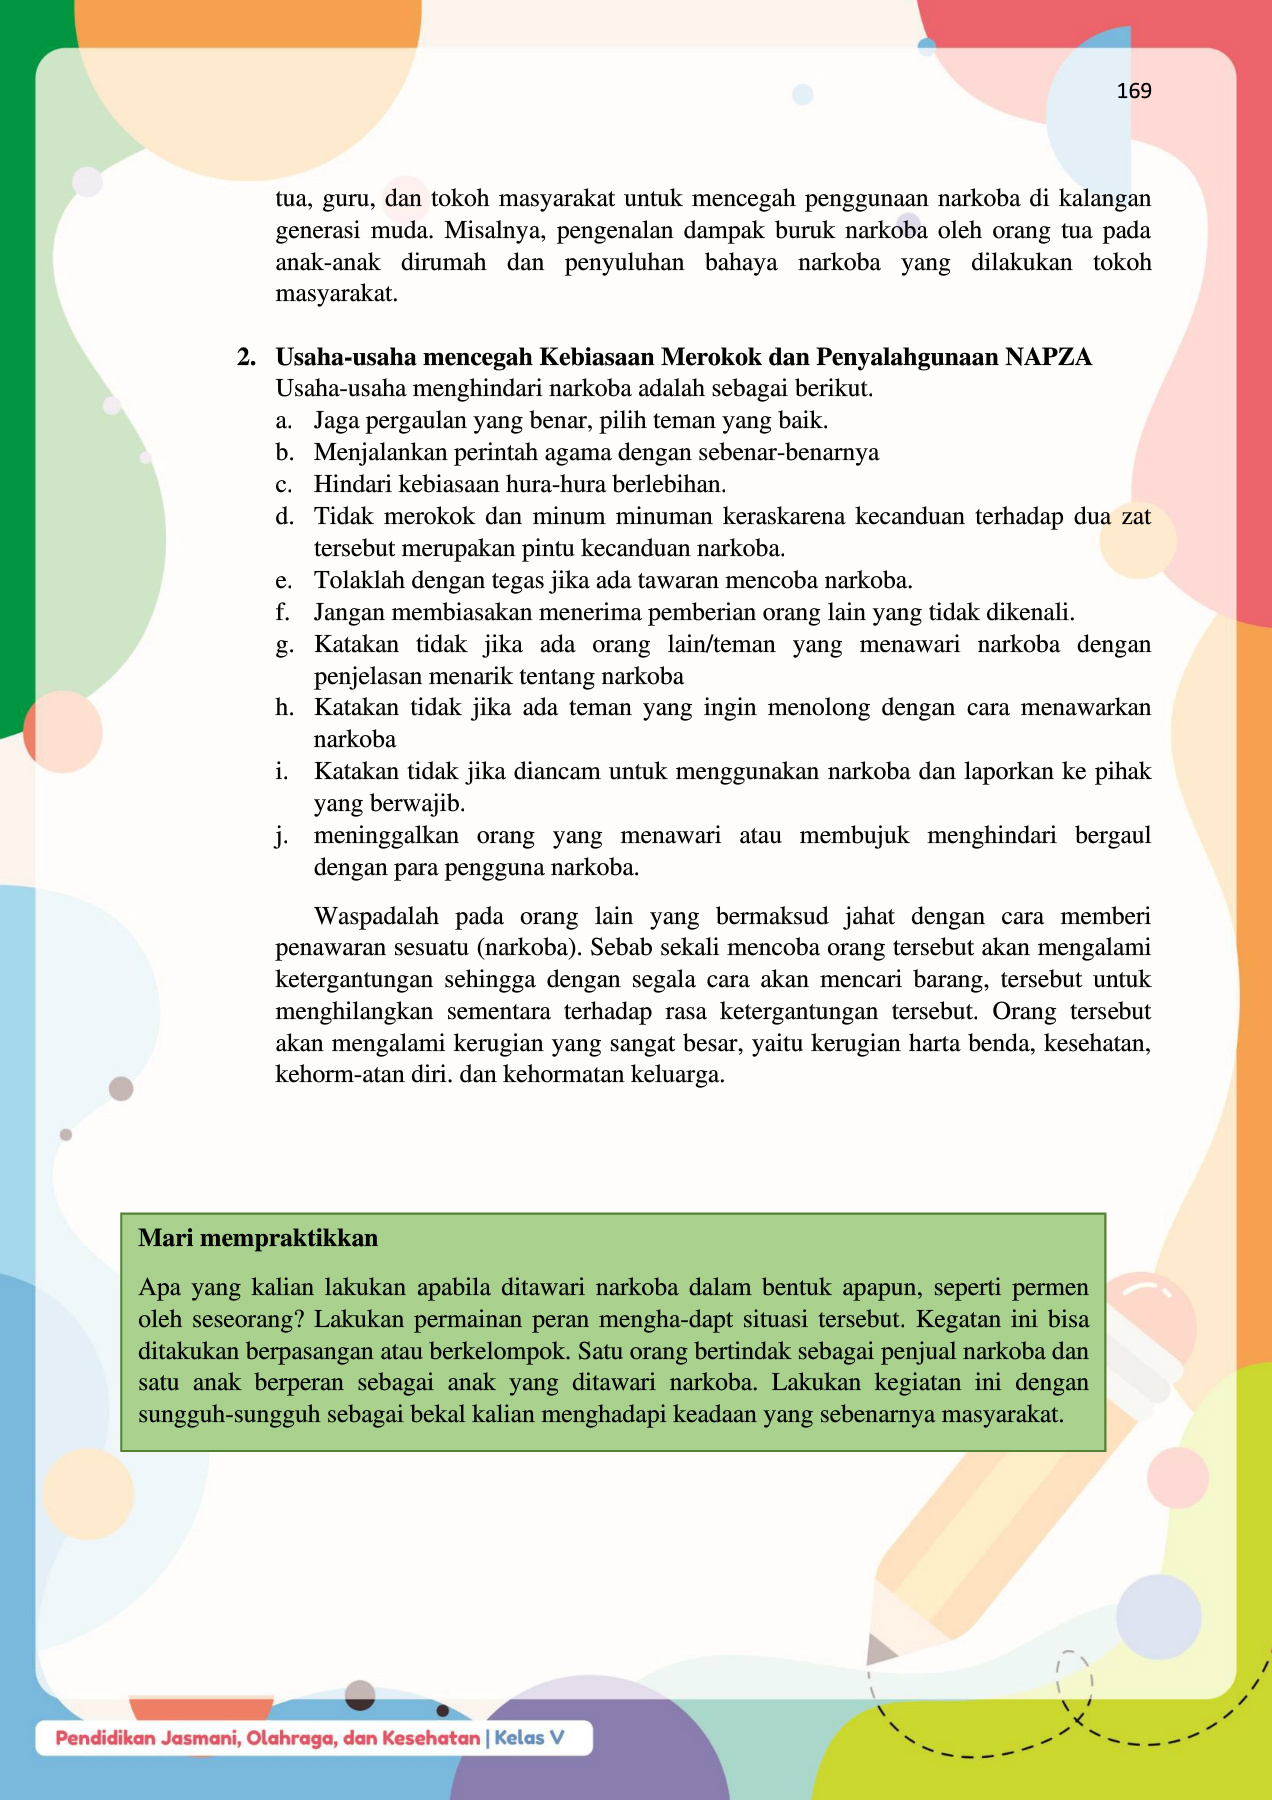 169
tua, guru, dan tokoh masyarakat untuk mencegah penggunaan narkoba di kalangan
generasi muda. Misalnya, pengenalan dampak buruk narkoba oleh orang tua pada
anak-anak dirumah dan penyuluhan bahaya narkoba yang dilakukan tokoh
masyarakat.
2. Usaha-usaha mencegah Kebiasaan Merokok dan Penyalahgunaan NAPZA
Usaha-usaha menghindari narkoba adalah sebagai berikut.
a. Jaga pergaulan yang benar, pilih teman yang baik.
b. Menjalankan perintah agama dengan sebenar-benarnya
c. Hindari kebiasaan hura-hura berlebihan.
d. Tidak merokok dan minum minuman keraskarena kecanduan terhadap dua zat
tersebut merupakan pintu kecanduan narkoba.
e. Tolaklah dengan tegas jika ada tawaran mencoba narkoba.
f. Jangan membiasakan menerima pemberian orang lain yang tidak dikenali.
g. Katakan tidak jika ada orang lain/teman yang menawari narkoba dengan
penjelasan menarik tentang narkoba
h. Katakan tidak jika ada teman yang ingin menolong dengan cara menawarkan
narkoba
i. Katakan tidak jika diancam untuk menggunakan narkoba dan laporkan ke pihak
yang berwajib.
j. meninggalkan orang yang menawari atau membujuk menghindari bergaul
dengan para pengguna narkoba.
Waspadalah pada orang lain yang bermaksud jahat dengan cara memberi
penawaran sesuatu (narkoba). Sebab sekali mencoba orang tersebut akan mengalami
ketergantungan sehingga dengan segala cara akan mencari barang, tersebut untuk
menghilangkan sementara terhadap rasa ketergantungan tersebut. Orang tersebut
akan mengalami kerugian yang sangat besar, yaitu kerugian harta benda, kesehatan,
kehorm-atan diri. dan kehormatan keluarga.
Mari mempraktikkan
Apa yang kalian lakukan apabila ditawari narkoba dalam bentuk apapun, seperti permen
oleh seseorang? Lakukan permainan peran mengha-dapt situasi tersebut. Kegatan ini bisa
ditakukan berpasangan atau berkelompok. Satu orang bertindak sebagai penjual narkoba dan
satu anak berperan sebagai anak yang ditawari narkoba. Lakukan kegiatan ini dengan
sungguh-sungguh sebagai bekal kalian menghadapi keadaan yang sebenarnya masyarakat.
Pendidikan Jasmani, Olahraga, dan Kesehatan | Kelas V